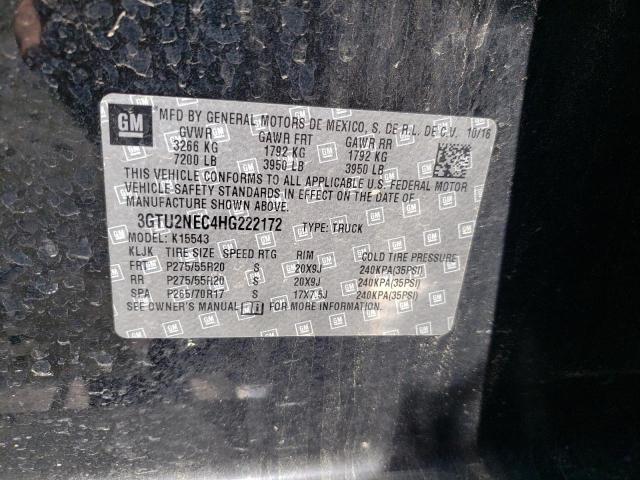 GM
MFD BY GENERAL MOTORS DE MEXICO, S. DE R.L. DE C.V. 10/16
GVWR GAWR FRT GAWR RR
3266 KG 1792 KG 1792 KG
7200 LB 3950 LB 3950 LB
THIS VEHICLE CONFORMS TO ALL APPLICABLE U.S. FEDERAL MOTOR
VEHICLE SAFETY STANDARDS IN EFFECT ON THE DATE OF
MANUFACTURE SHOWN ABOVE.
3GTU2NEC4HG222172 TYPE: TRUCK
MODEL: K15543
KLJK TIRE SIZE SPEED RTG RIM COLD TIRE PRESSURE
FRT P275/55R20 S 20X9J 240KPA(35PSI)
RR P275/55R20 S 20X9J 240KPA(35PSI)
SPA P265/70R17 S 17X7.5J 240KPA(35PSI)
SEE OWNER'S MANUAL FOR MORE INFORMATION.